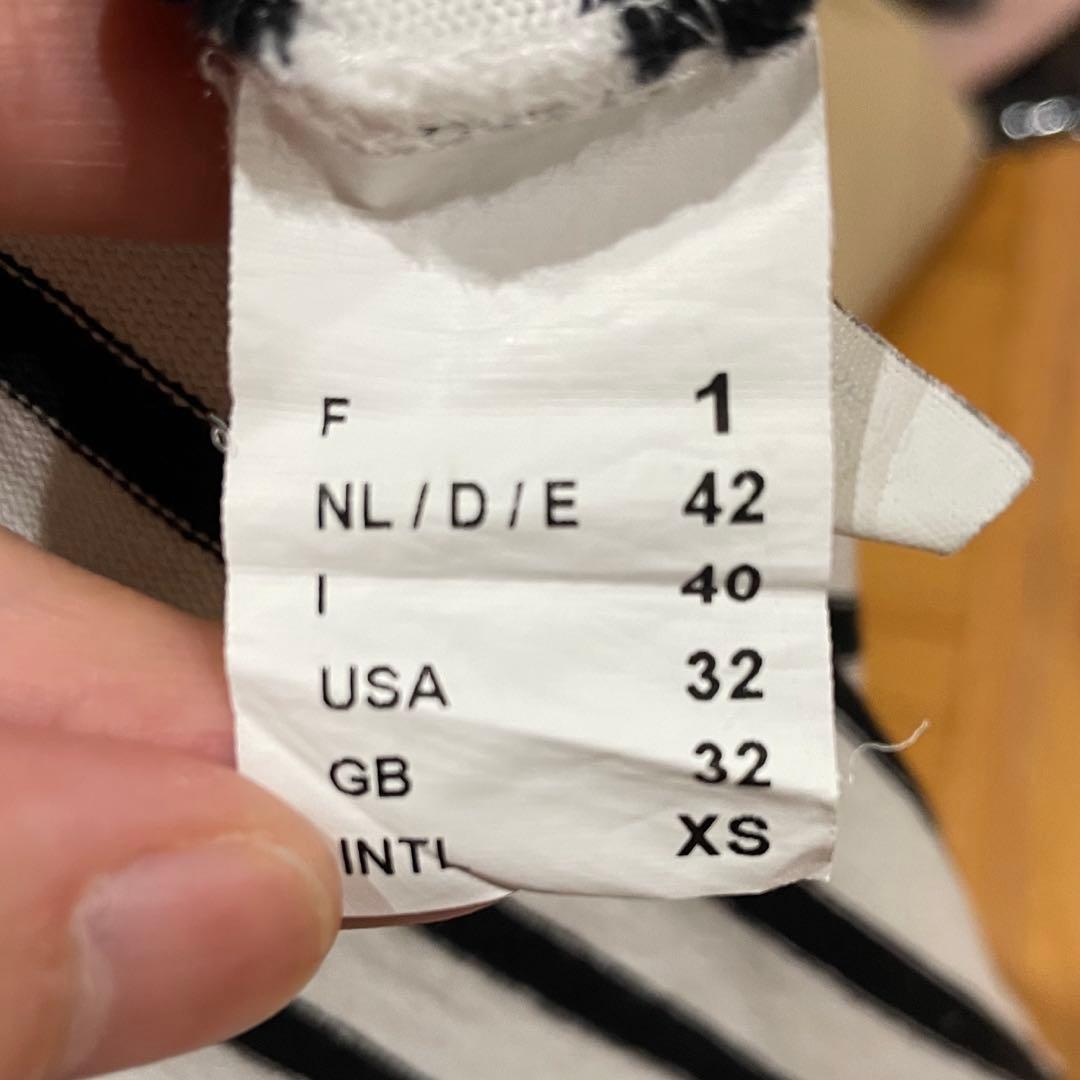 F 1
NL / D / E 42
I 40
USA 32
GB 32
INTL XS